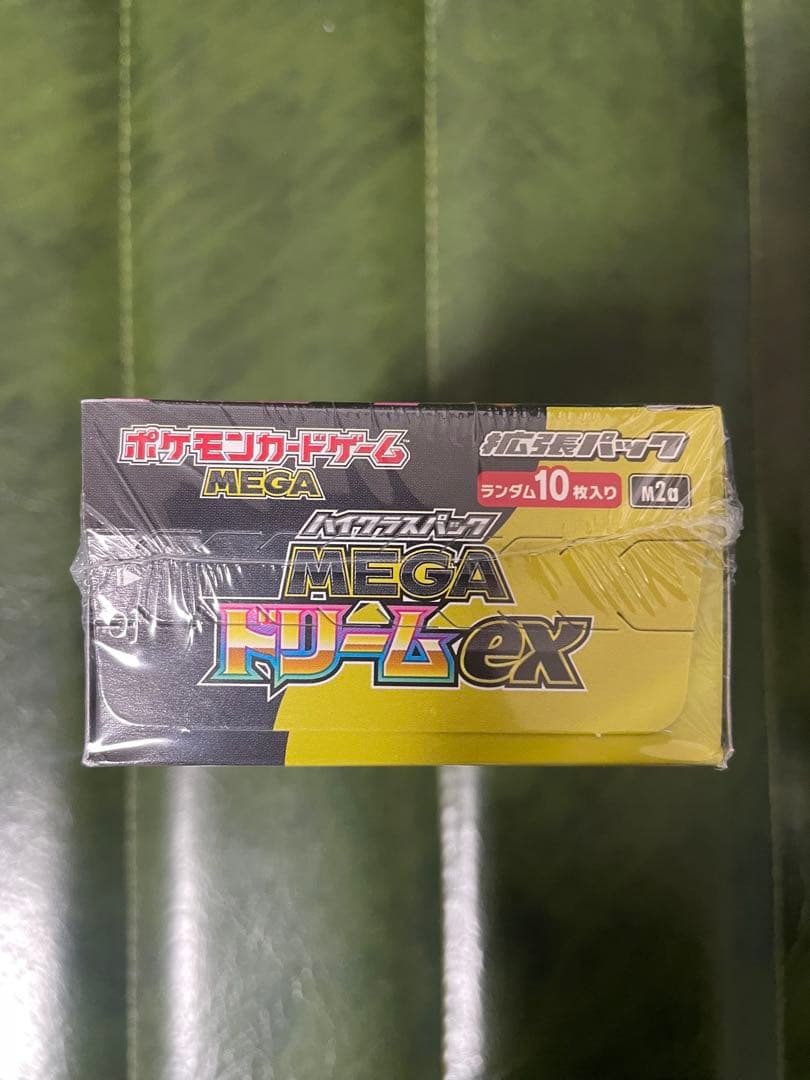 ポケモンカードゲーム™
MEGA
拡張パック
ランダム10枚入り
M2a
ハイクラスパック
MEGA
ドリームex